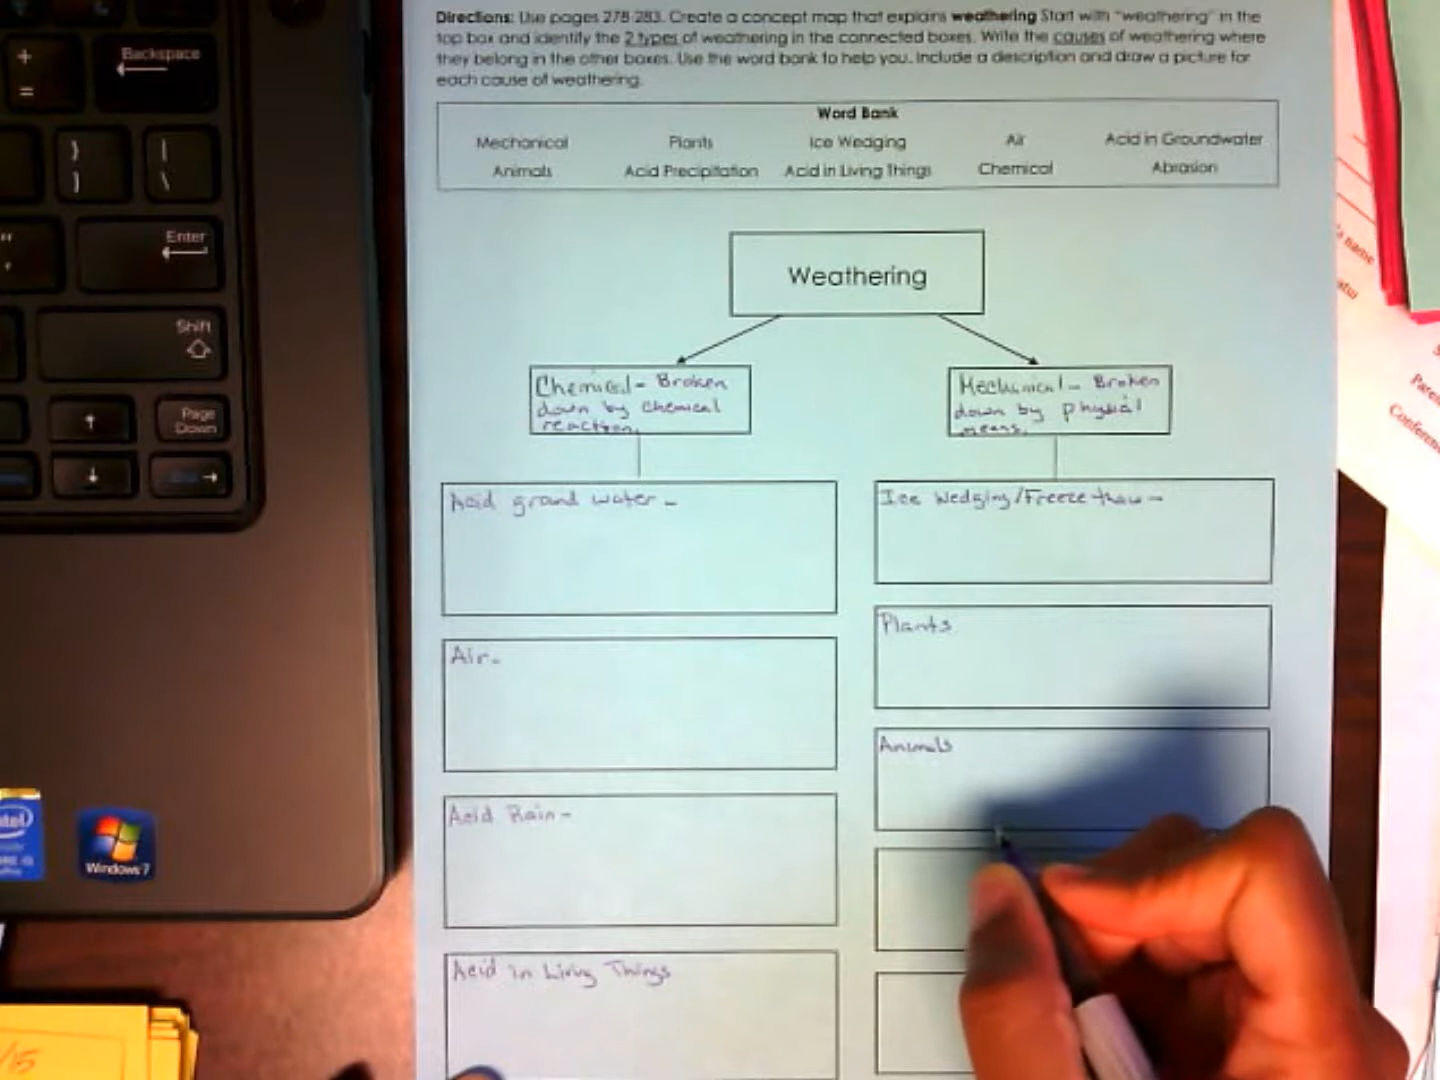 Directions: Use pages 278-283. Create a concept map that explains weathering Start with "weathering" in the
top box and identify the 2 types of weathering in the connected boxes. Write the causes of weathering where
they belong in the other boxes. Use the word bank to help you. Include a description and draw a picture for
each cause of weathering.
Word Bank
Mechanical Plants Ice Wedging Air Acid in Groundwater
Animals Acid Precipitation Acid in Living Things Chemical Abrasion
Weathering
Chemical- Broken
down by chemical
reaction.
Mechanical- Broken
down by physical
means.
Acid ground water-
Air-
Acid Rain-
Acid in Living Things
Ice Wedging/Freeze thaw-
Plants
Animals
+
=
Backspace
}
]
|
\
Enter
Shift
Page
Down
intel
Windows 7
/15
's name
Conference